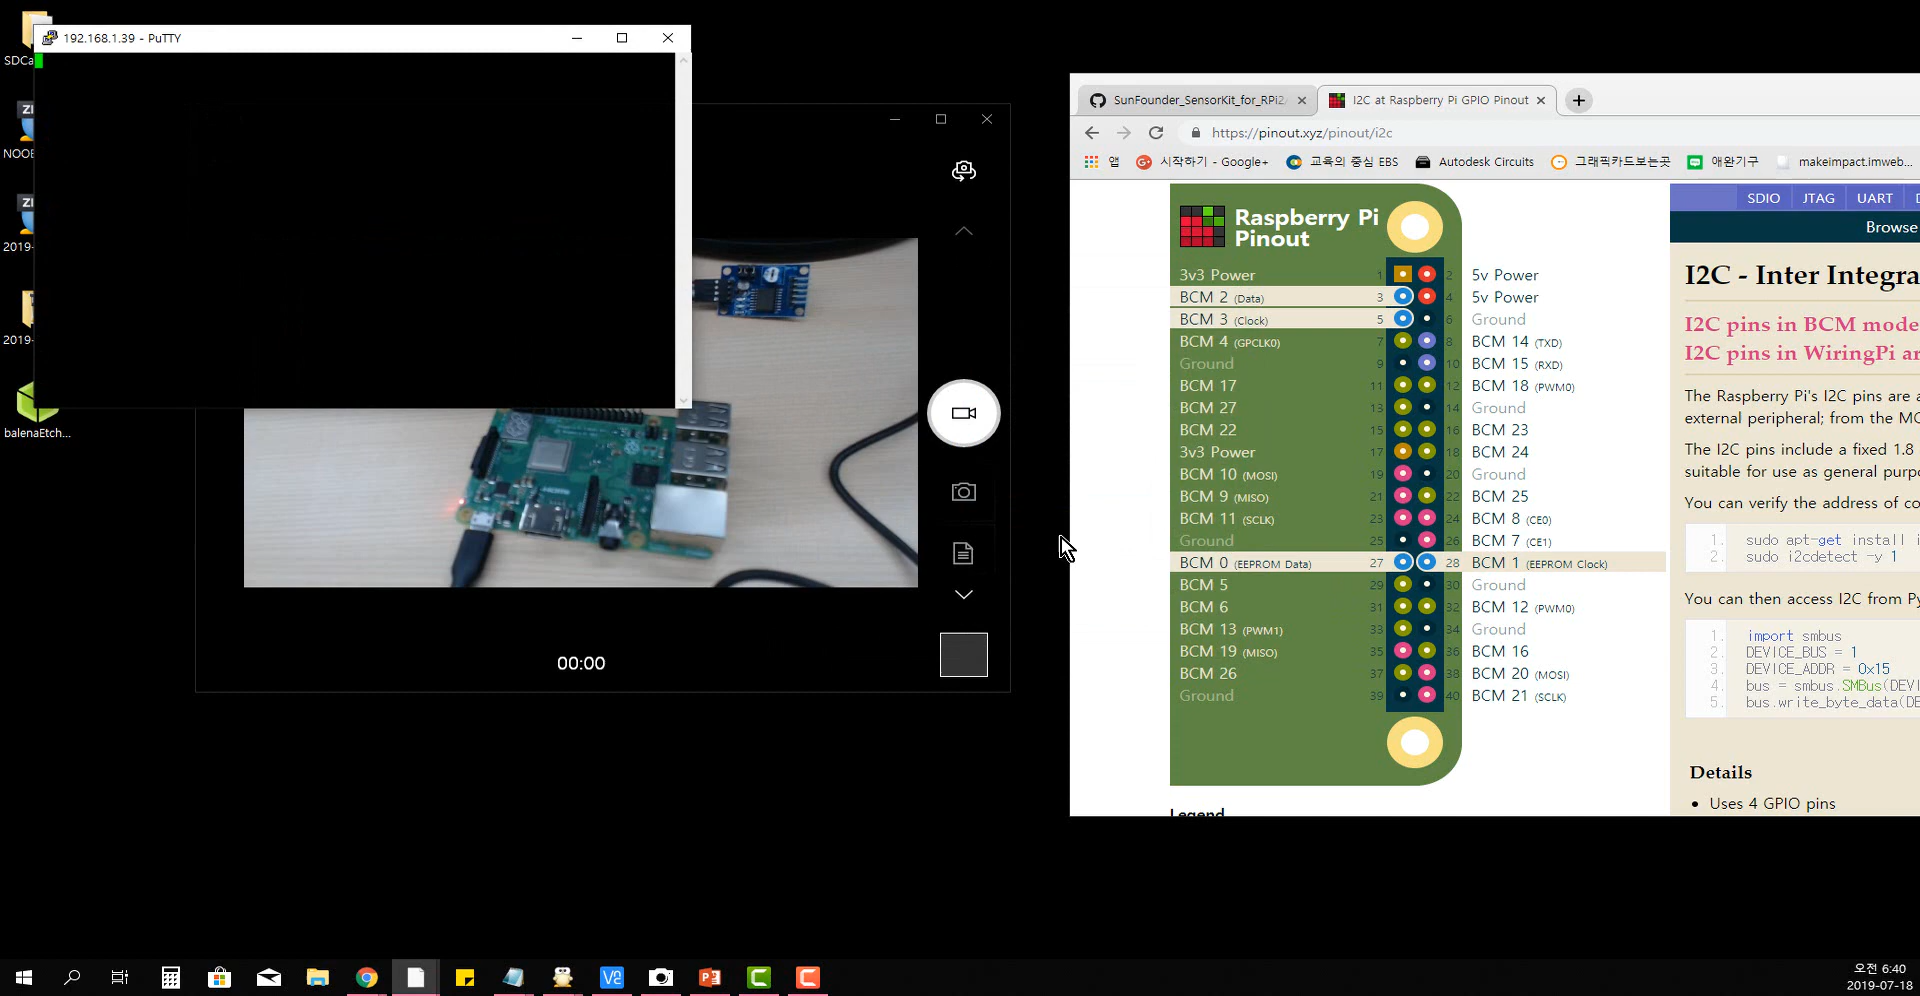 SDCa
NOOB
2019-
2019-
balenaEtch...
192.168.1.39 - PuTTY
00:00
SunFounder_SensorKit_for_RPi2
I2C at Raspberry Pi GPIO Pinout
https://pinout.xyz/pinout/i2c
앱
시작하기 - Google+
교육의 중심 EBS
Autodesk Circuits
그래픽카드보는곳
애완기구
makeimpact.imweb...
Raspberry Pi
Pinout
3v3 Power 1 2 5v Power
BCM 2 (Data) 3 4 5v Power
BCM 3 (Clock) 5 6 Ground
BCM 4 (GPCLK0) 7 8 BCM 14 (TXD)
Ground 9 10 BCM 15 (RXD)
BCM 17 11 12 BCM 18 (PWM0)
BCM 27 13 14 Ground
BCM 22 15 16 BCM 23
3v3 Power 17 18 BCM 24
BCM 10 (MOSI) 19 20 Ground
BCM 9 (MISO) 21 22 BCM 25
BCM 11 (SCLK) 23 24 BCM 8 (CE0)
Ground 25 26 BCM 7 (CE1)
BCM 0 (EEPROM Data) 27 28 BCM 1 (EEPROM Clock)
BCM 5 29 30 Ground
BCM 6 31 32 BCM 12 (PWM0)
BCM 13 (PWM1) 33 34 Ground
BCM 19 (MISO) 35 36 BCM 16
BCM 26 37 38 BCM 20 (MOSI)
Ground 39 40 BCM 21 (SCLK)
Legend
SDIO JTAG UART
Browse
I2C - Inter Integra
I2C pins in BCM mode
I2C pins in WiringPi ar
The Raspberry Pi's I2C pins are a
external peripheral; from the MC
The I2C pins include a fixed 1.8
suitable for use as general purpo
You can verify the address of co
1. sudo apt-get install i
2. sudo i2cdetect -y 1
You can then access I2C from Py
1. import smbus
2. DEVICE_BUS = 1
3. DEVICE_ADDR = 0x15
4. bus = smbus.SMBus(DEVI
5. bus.write_byte_data(DE
Details
• Uses 4 GPIO pins
오전 6:40
2019-07-18